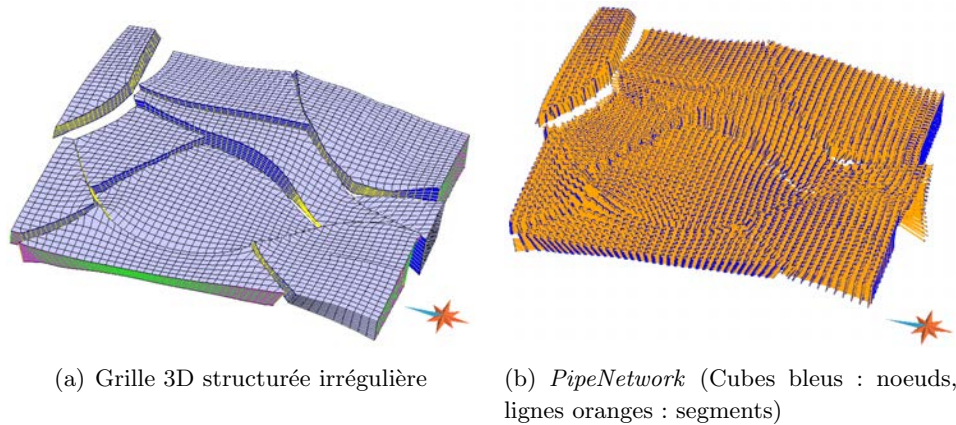 (a) Grille 3D structurée irrégulière
(b) PipeNetwork (Cubes bleus : noeuds,
lignes oranges : segments)